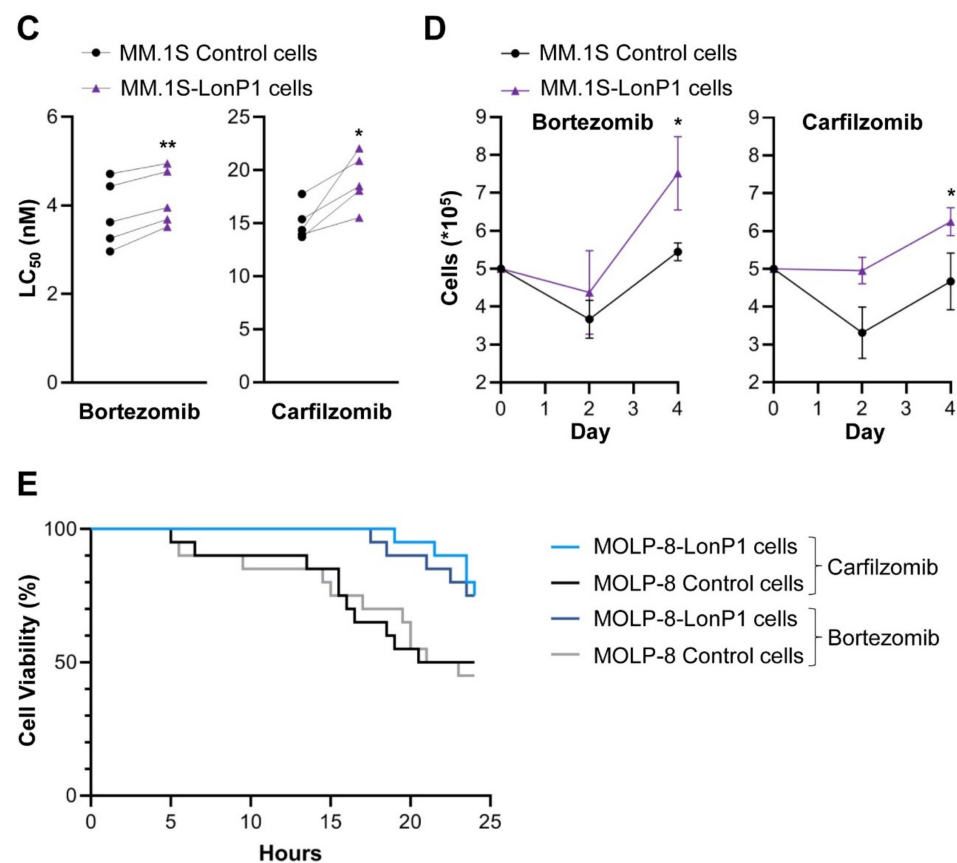 C
MM.1S Control cells
MM.1S-LonP1 cells
6
4
2
0
LC50 (nM)
**
Bortezomib
25
20
15
10
5
0
*
Carfilzomib
D
MM.1S Control cells
MM.1S-LonP1 cells
Bortezomib
*
9
8
7
6
5
4
3
2
Cells (*10⁵)
0 1 2 3 4
Day
Carfilzomib
*
9
8
7
6
5
4
3
2
0 1 2 3 4
Day
E
100
50
0
Cell Viability (%)
0 5 10 15 20 25
Hours
MOLP-8-LonP1 cells
MOLP-8 Control cells
Carfilzomib
MOLP-8-LonP1 cells
MOLP-8 Control cells
Bortezomib